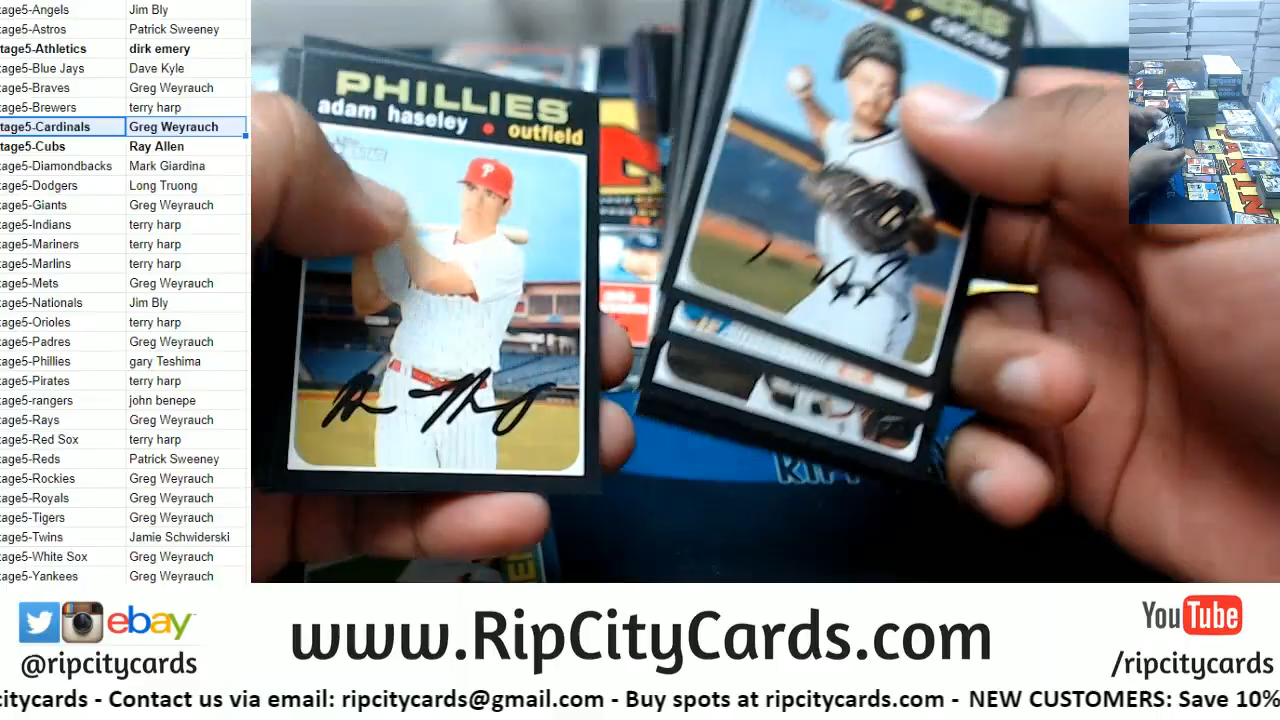 tage5-Angels Jim Bly
tage5-Astros Patrick Sweeney
tage5-Athletics dirk emery
tage5-Blue Jays Dave Kyle
tage5-Braves Greg Weyrauch
tage5-Brewers terry harp
tage5-Cardinals Greg Weyrauch
tage5-Cubs Ray Allen
tage5-Diamondbacks Mark Giardina
tage5-Dodgers Long Truong
tage5-Giants Greg Weyrauch
tage5-Indians terry harp
tage5-Mariners terry harp
tage5-Marlins terry harp
tage5-Mets Greg Weyrauch
tage5-Nationals Jim Bly
tage5-Orioles terry harp
tage5-Padres Greg Weyrauch
tage5-Phillies gary Teshima
tage5-Pirates terry harp
tage5-rangers john benepe
tage5-Rays Greg Weyrauch
tage5-Red Sox terry harp
tage5-Reds Patrick Sweeney
tage5-Rockies Greg Weyrauch
tage5-Royals Greg Weyrauch
tage5-Tigers Greg Weyrauch
tage5-Twins Jamie Schwiderski
tage5-White Sox Greg Weyrauch
tage5-Yankees Greg Weyrauch
PHILLIES
adam haseley • outfield
catcher
ebay
@ripcitycards
www.RipCityCards.com
YouTube
/ripcitycards
citycards - Contact us via email: ripcitycards@gmail.com - Buy spots at ripcitycards.com - NEW CUSTOMERS: Save 10%